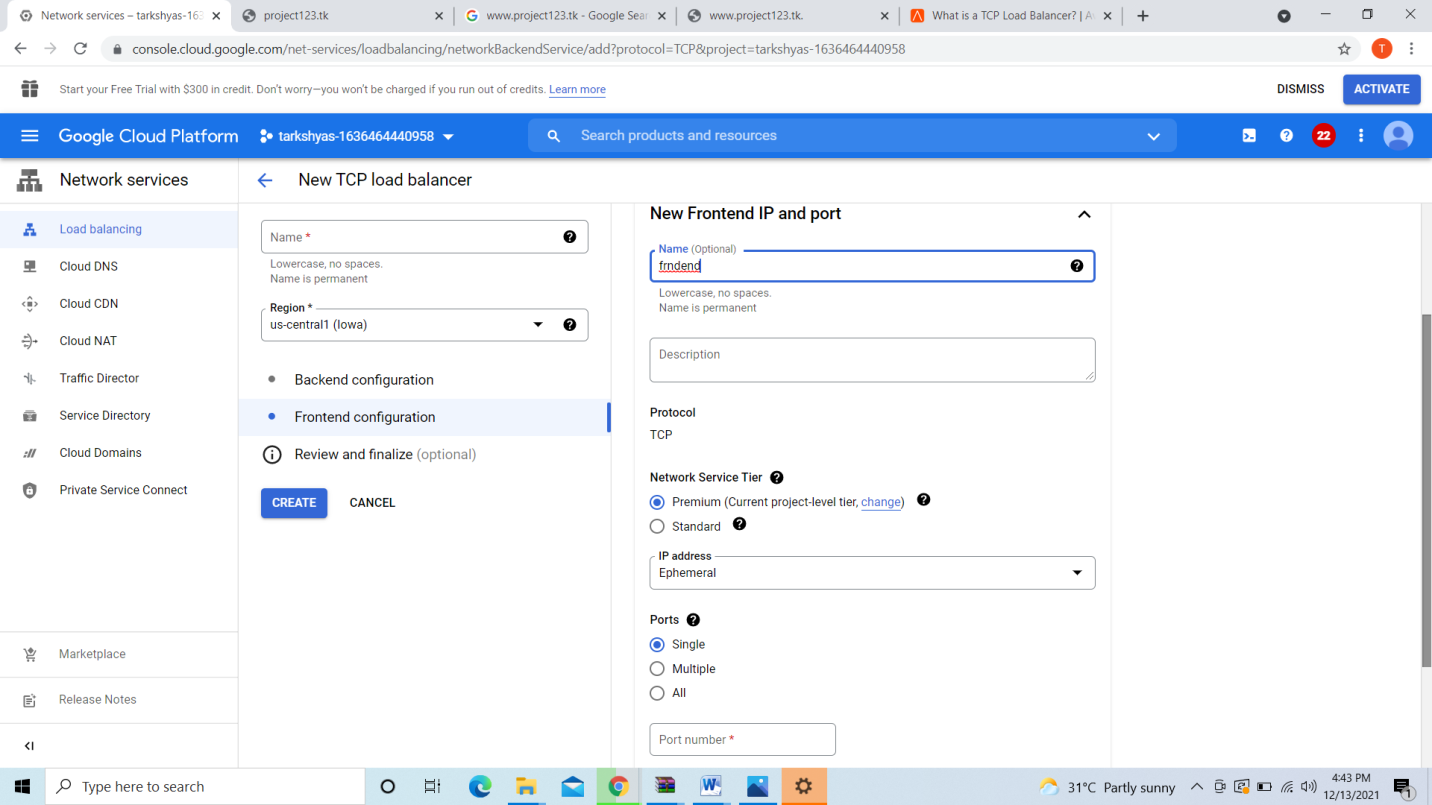 Network services – tarkshyas-163
project123.tk
www.project123.tk - Google Sear
www.project123.tk.
What is a TCP Load Balancer? | A
console.cloud.google.com/net-services/loadbalancing/networkBackendService/add?protocol=TCP&project=tarkshyas-1636464440958
T
Start your Free Trial with $300 in credit. Don't worry—you won't be charged if you run out of credits. Learn more
DISMISS
ACTIVATE
Google Cloud Platform
tarkshyas-1636464440958
Search products and resources
22
Network services
New TCP load balancer
Load balancing
Cloud DNS
Cloud CDN
Cloud NAT
Traffic Director
Service Directory
Cloud Domains
Private Service Connect
Marketplace
Release Notes
Name *
Lowercase, no spaces.
Name is permanent
Region *
us-central1 (Iowa)
Backend configuration
Frontend configuration
Review and finalize (optional)
CREATE
CANCEL
New Frontend IP and port
Name (Optional)
frndend
Lowercase, no spaces.
Name is permanent
Description
Protocol
TCP
Network Service Tier
Premium (Current project-level tier, change)
Standard
IP address
Ephemeral
Ports
Single
Multiple
All
Port number *
Type here to search
31°C Partly sunny
4:43 PM
12/13/2021
1